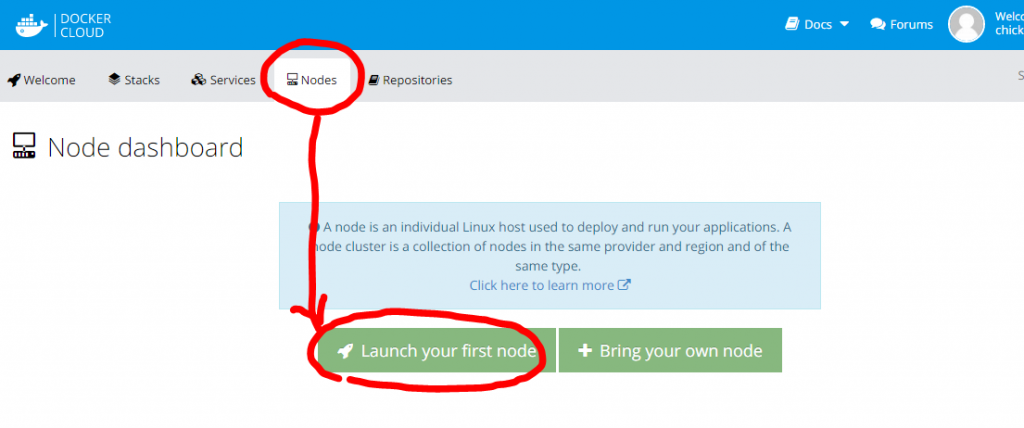 DOCKER
CLOUD
Docs
Forums
Welco
chick
Welcome
Stacks
Services
Nodes
Repositories
S
Node dashboard
A node is an individual Linux host used to deploy and run your applications. A
node cluster is a collection of nodes in the same provider and region and of the
same type.
Click here to learn more
Launch your first node
Bring your own node